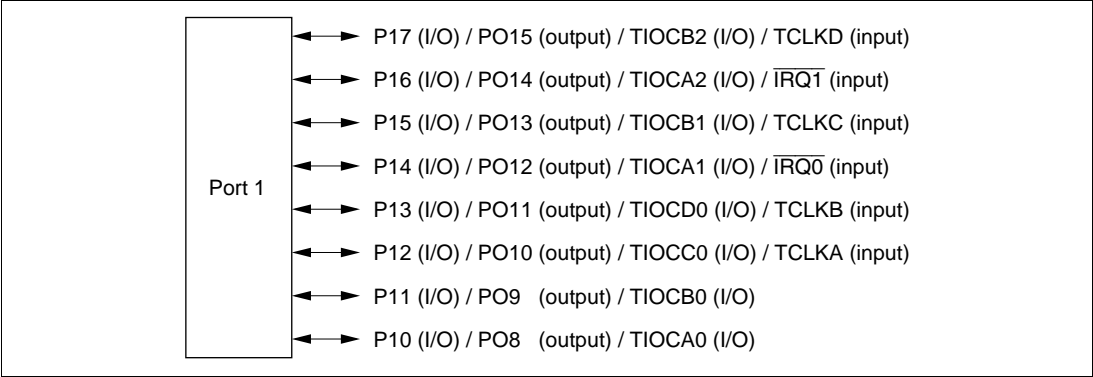 Port 1
P17 (I/O) / PO15 (output) / TIOCB2 (I/O) / TCLKD (input)
P16 (I/O) / PO14 (output) / TIOCA2 (I/O) / I̅R̅Q̅1̅ (input)
P15 (I/O) / PO13 (output) / TIOCB1 (I/O) / TCLKC (input)
P14 (I/O) / PO12 (output) / TIOCA1 (I/O) / I̅R̅Q̅0̅ (input)
P13 (I/O) / PO11 (output) / TIOCD0 (I/O) / TCLKB (input)
P12 (I/O) / PO10 (output) / TIOCC0 (I/O) / TCLKA (input)
P11 (I/O) / PO9 (output) / TIOCB0 (I/O)
P10 (I/O) / PO8 (output) / TIOCA0 (I/O)